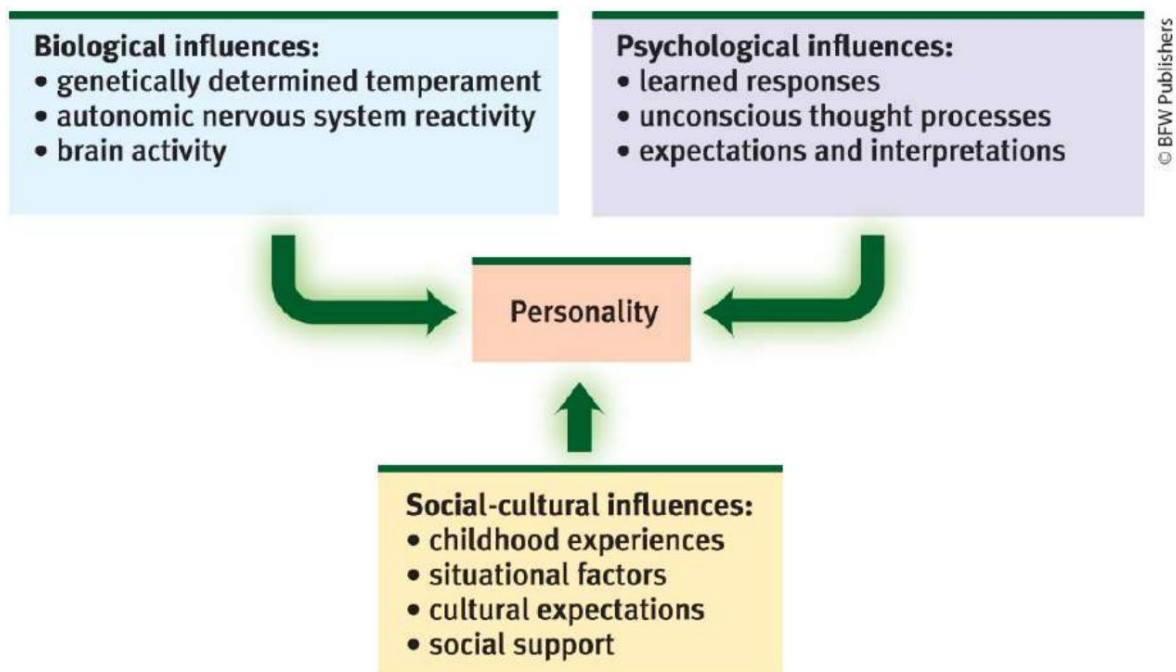 Biological influences:
• genetically determined temperament
• autonomic nervous system reactivity
• brain activity
Psychological influences:
• learned responses
• unconscious thought processes
• expectations and interpretations
© BFW Publishers
Personality
Social-cultural influences:
• childhood experiences
• situational factors
• cultural expectations
• social support